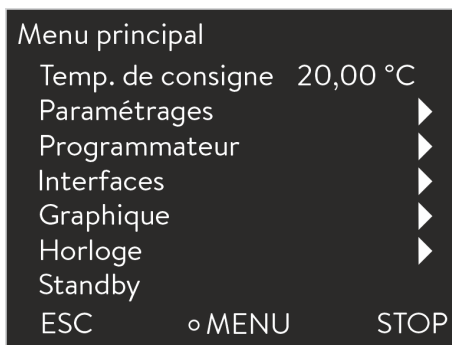 Menu principal
Temp. de consigne 20,00 °C
Paramétrages
Programmateur
Interfaces
Graphique
Horloge
Standby
ESC ○ MENU STOP